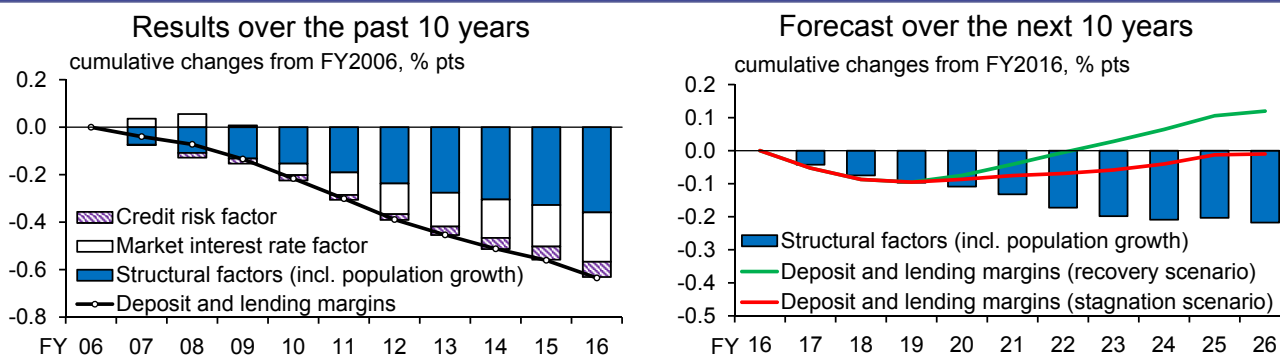 Results over the past 10 years
cumulative changes from FY2006, % pts
0.2
0.0
-0.2
-0.4
-0.6
-0.8
Credit risk factor
Market interest rate factor
Structural factors (incl. population growth)
Deposit and lending margins
FY 06 07 08 09 10 11 12 13 14 15 16
Forecast over the next 10 years
cumulative changes from FY2016, % pts
0.2
0.1
0.0
-0.1
-0.2
-0.3
-0.4
-0.5
Structural factors (incl. population growth)
Deposit and lending margins (recovery scenario)
Deposit and lending margins (stagnation scenario)
FY 16 17 18 19 20 21 22 23 24 25 26